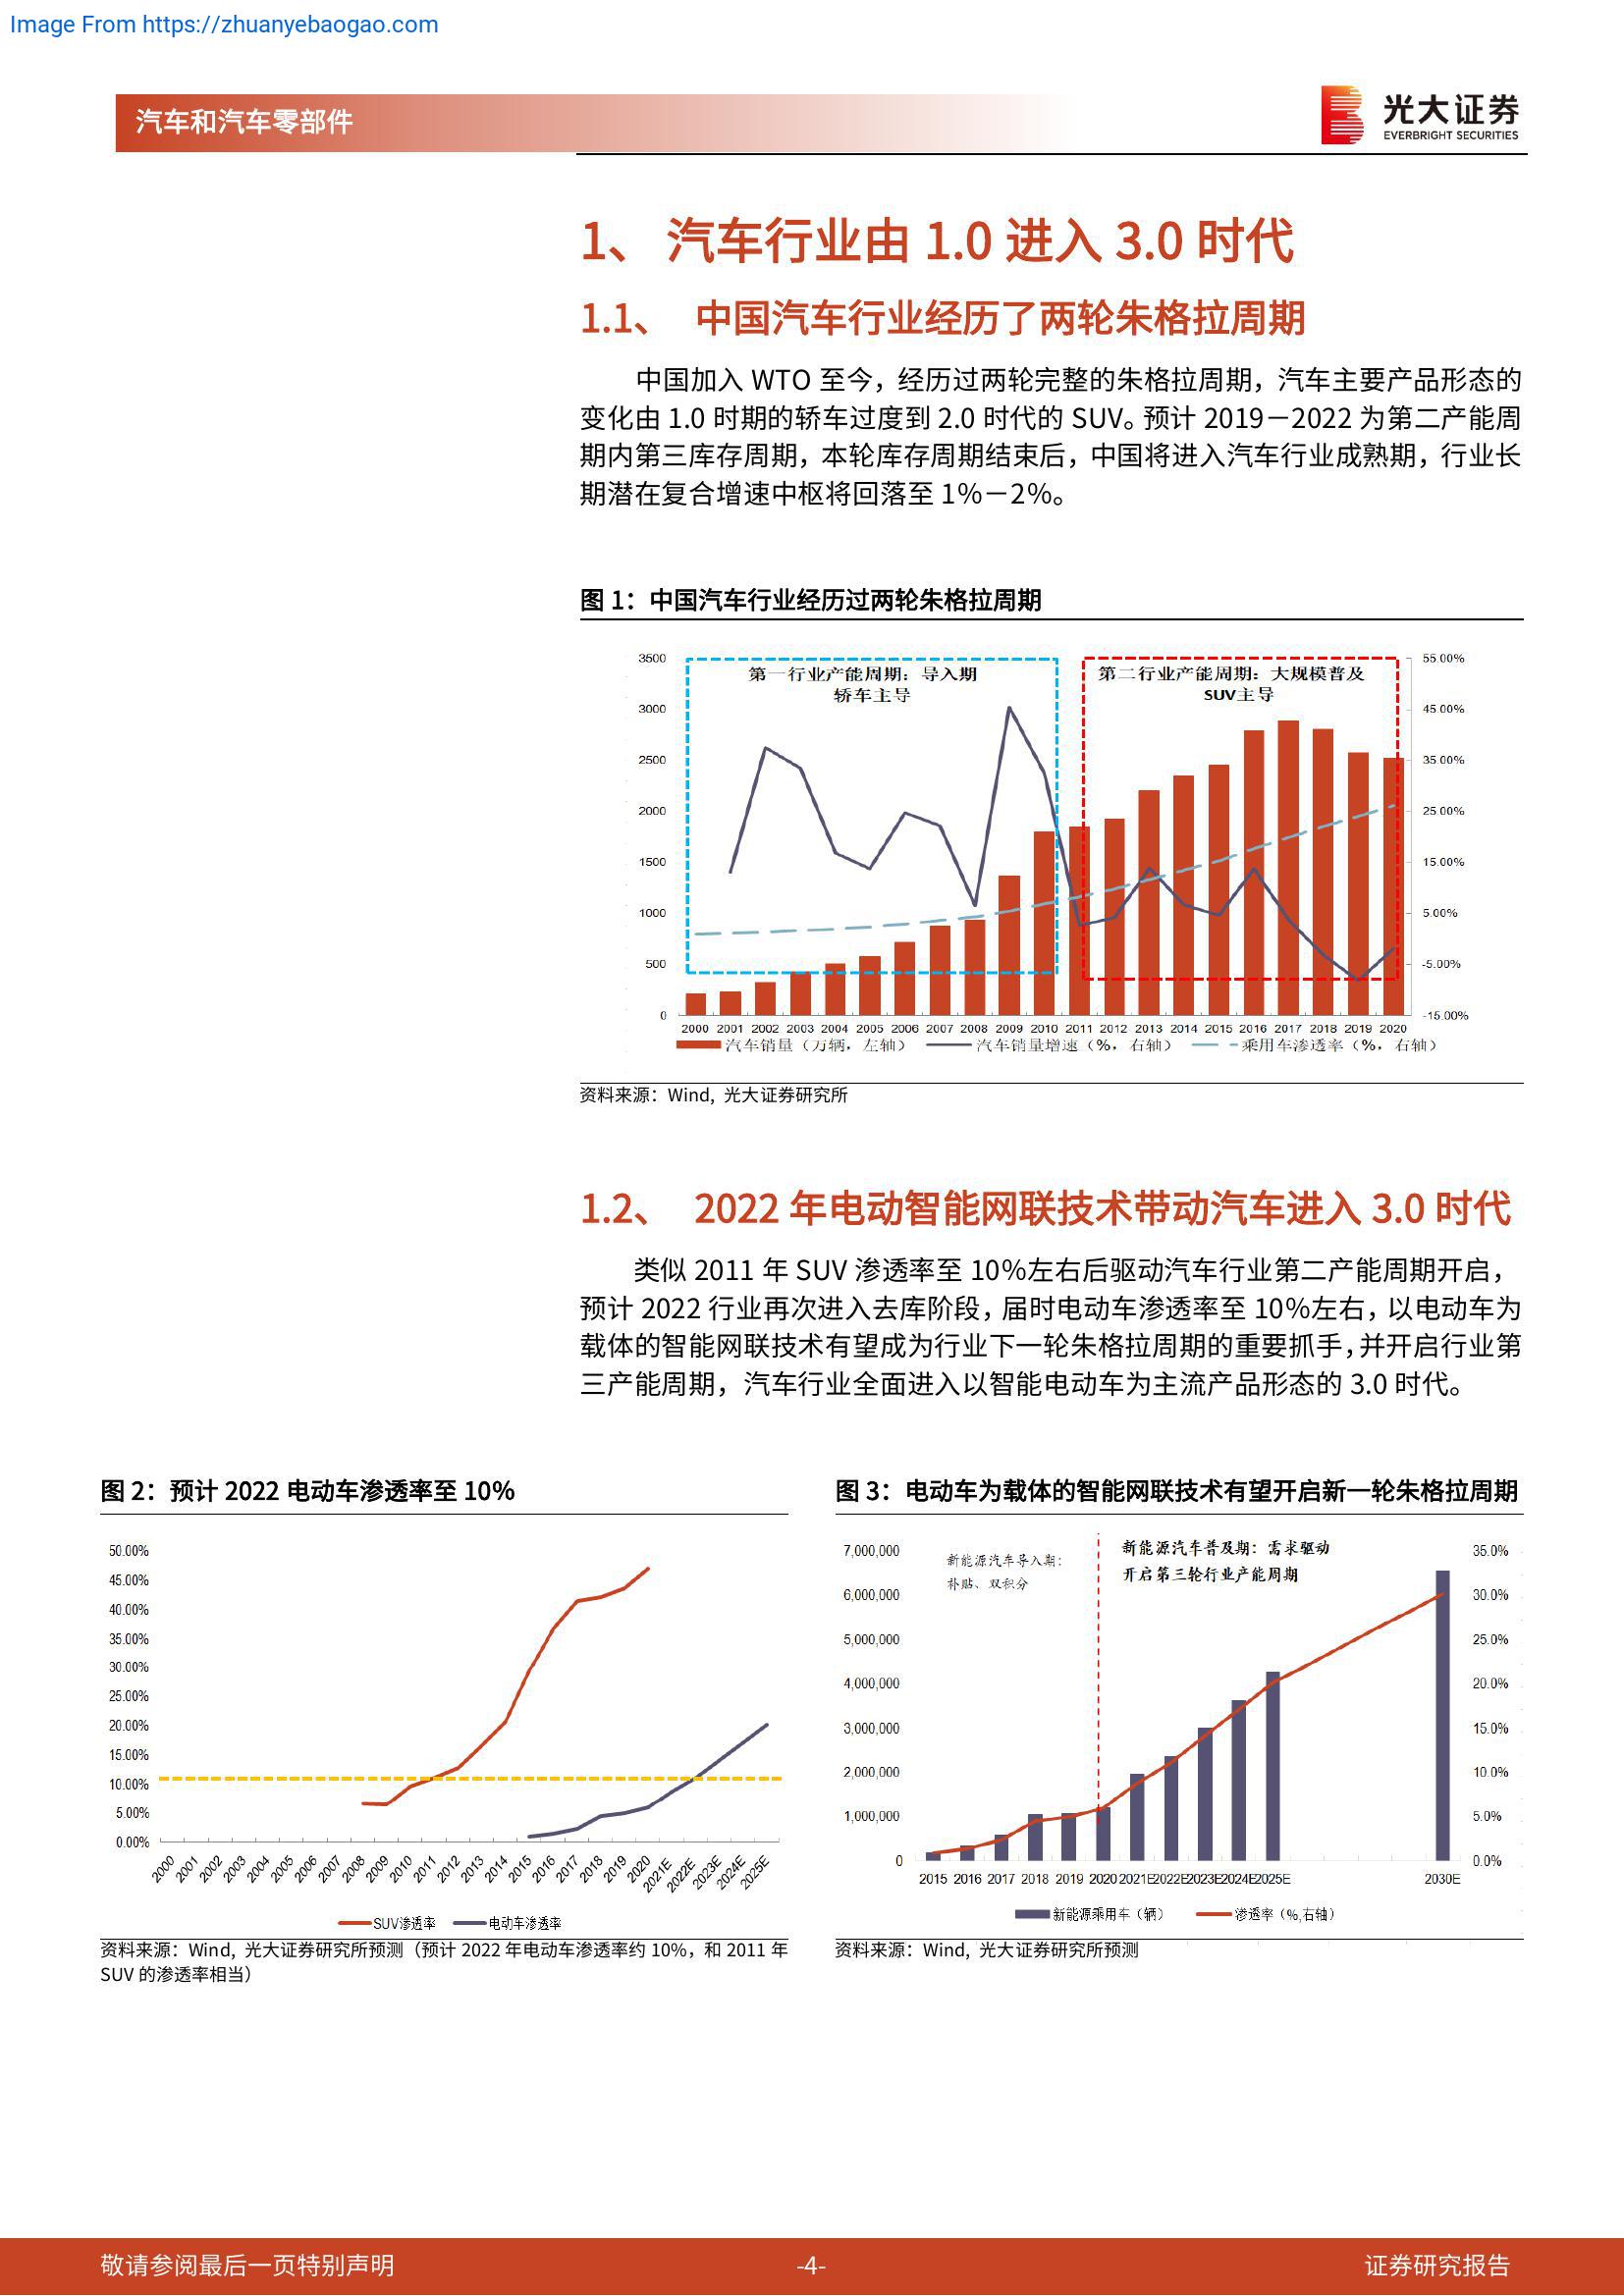 Image From https://zhuanyebaogao.com
汽车和汽车零部件
光大证券
EVERBRIGHT SECURITIES
1、 汽车行业由 1.0 进入 3.0 时代
1.1、 中国汽车行业经历了两轮朱格拉周期
中国加入 WTO 至今，经历过两轮完整的朱格拉周期，汽车主要产品形态的
变化由 1.0 时期的轿车过度到 2.0 时代的 SUV。预计 2019－2022 为第二产能周
期内第三库存周期，本轮库存周期结束后，中国将进入汽车行业成熟期，行业长
期潜在复合增速中枢将回落至 1%－2%。
图 1：中国汽车行业经历过两轮朱格拉周期
第一行业产能周期：导入期
轿车主导
第二行业产能周期：大规模普及
SUV主导
3500
3000
2500
2000
1500
1000
500
0
55.00%
45.00%
35.00%
25.00%
15.00%
5.00%
-5.00%
-15.00%
2000 2001 2002 2003 2004 2005 2006 2007 2008 2009 2010 2011 2012 2013 2014 2015 2016 2017 2018 2019 2020
汽车销量（万辆，左轴） 汽车销量增速（%，右轴） 乘用车渗透率（%，右轴）
资料来源：Wind，光大证券研究所
1.2、 2022 年电动智能网联技术带动汽车进入 3.0 时代
类似 2011 年 SUV 渗透率至 10%左右后驱动汽车行业第二产能周期开启，
预计 2022 行业再次进入去库阶段，届时电动车渗透率至 10%左右，以电动车为
载体的智能网联技术有望成为行业下一轮朱格拉周期的重要抓手，并开启行业第
三产能周期，汽车行业全面进入以智能电动车为主流产品形态的 3.0 时代。
图 2：预计 2022 电动车渗透率至 10%
50.00%
45.00%
40.00%
35.00%
30.00%
25.00%
20.00%
15.00%
10.00%
5.00%
0.00%
2000 2001 2002 2003 2004 2005 2006 2007 2008 2009 2010 2011 2012 2013 2014 2015 2016 2017 2018 2019 2020 2021E 2022E 2023E 2024E 2025E
SUV渗透率 电动车渗透率
资料来源：Wind，光大证券研究所预测（预计 2022 年电动车渗透率约 10%，和 2011 年
SUV 的渗透率相当）
图 3：电动车为载体的智能网联技术有望开启新一轮朱格拉周期
新能源汽车导入期：
补贴、双积分
新能源汽车普及期：需求驱动
开启第三轮行业产能周期
7,000,000
6,000,000
5,000,000
4,000,000
3,000,000
2,000,000
1,000,000
0
35.0%
30.0%
25.0%
20.0%
15.0%
10.0%
5.0%
0.0%
2015 2016 2017 2018 2019 2020 2021E 2022E 2023E 2024E 2025E 2030E
新能源乘用车（辆） 渗透率（%,右轴）
资料来源：Wind，光大证券研究所预测
敬请参阅最后一页特别声明 -4- 证券研究报告